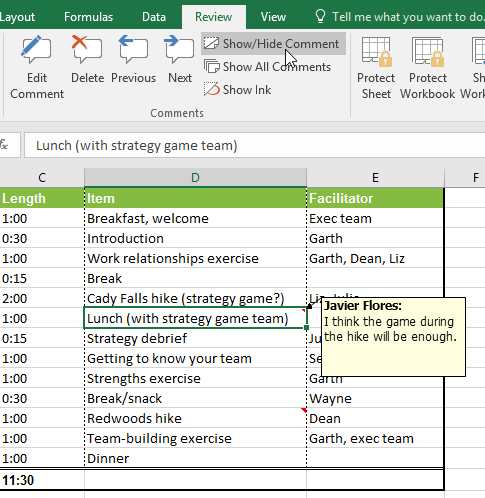 Layout Formulas Data Review View Tell me what you want to do.
Show/Hide Comment
Show All Comments
Show Ink
Edit Comment Delete Previous Next
Protect Sheet Protect Workbook
Comments
fx Lunch (with strategy game team)
C D E F
Length Item Facilitator
1:00 Breakfast, welcome Exec team
0:30 Introduction Garth
1:00 Work relationships exercise Garth, Dean, Liz
0:15 Break
2:00 Cady Falls hike (strategy game?)
1:00 Lunch (with strategy game team)
Javier Flores:
I think the game during
the hike will be enough.
0:15 Strategy debrief Ju
1:00 Getting to know your team Se
1:00 Strengths exercise Garth
0:30 Break/snack Wayne
1:00 Redwoods hike Dean
1:00 Team-building exercise Garth, exec team
1:00 Dinner
11:30